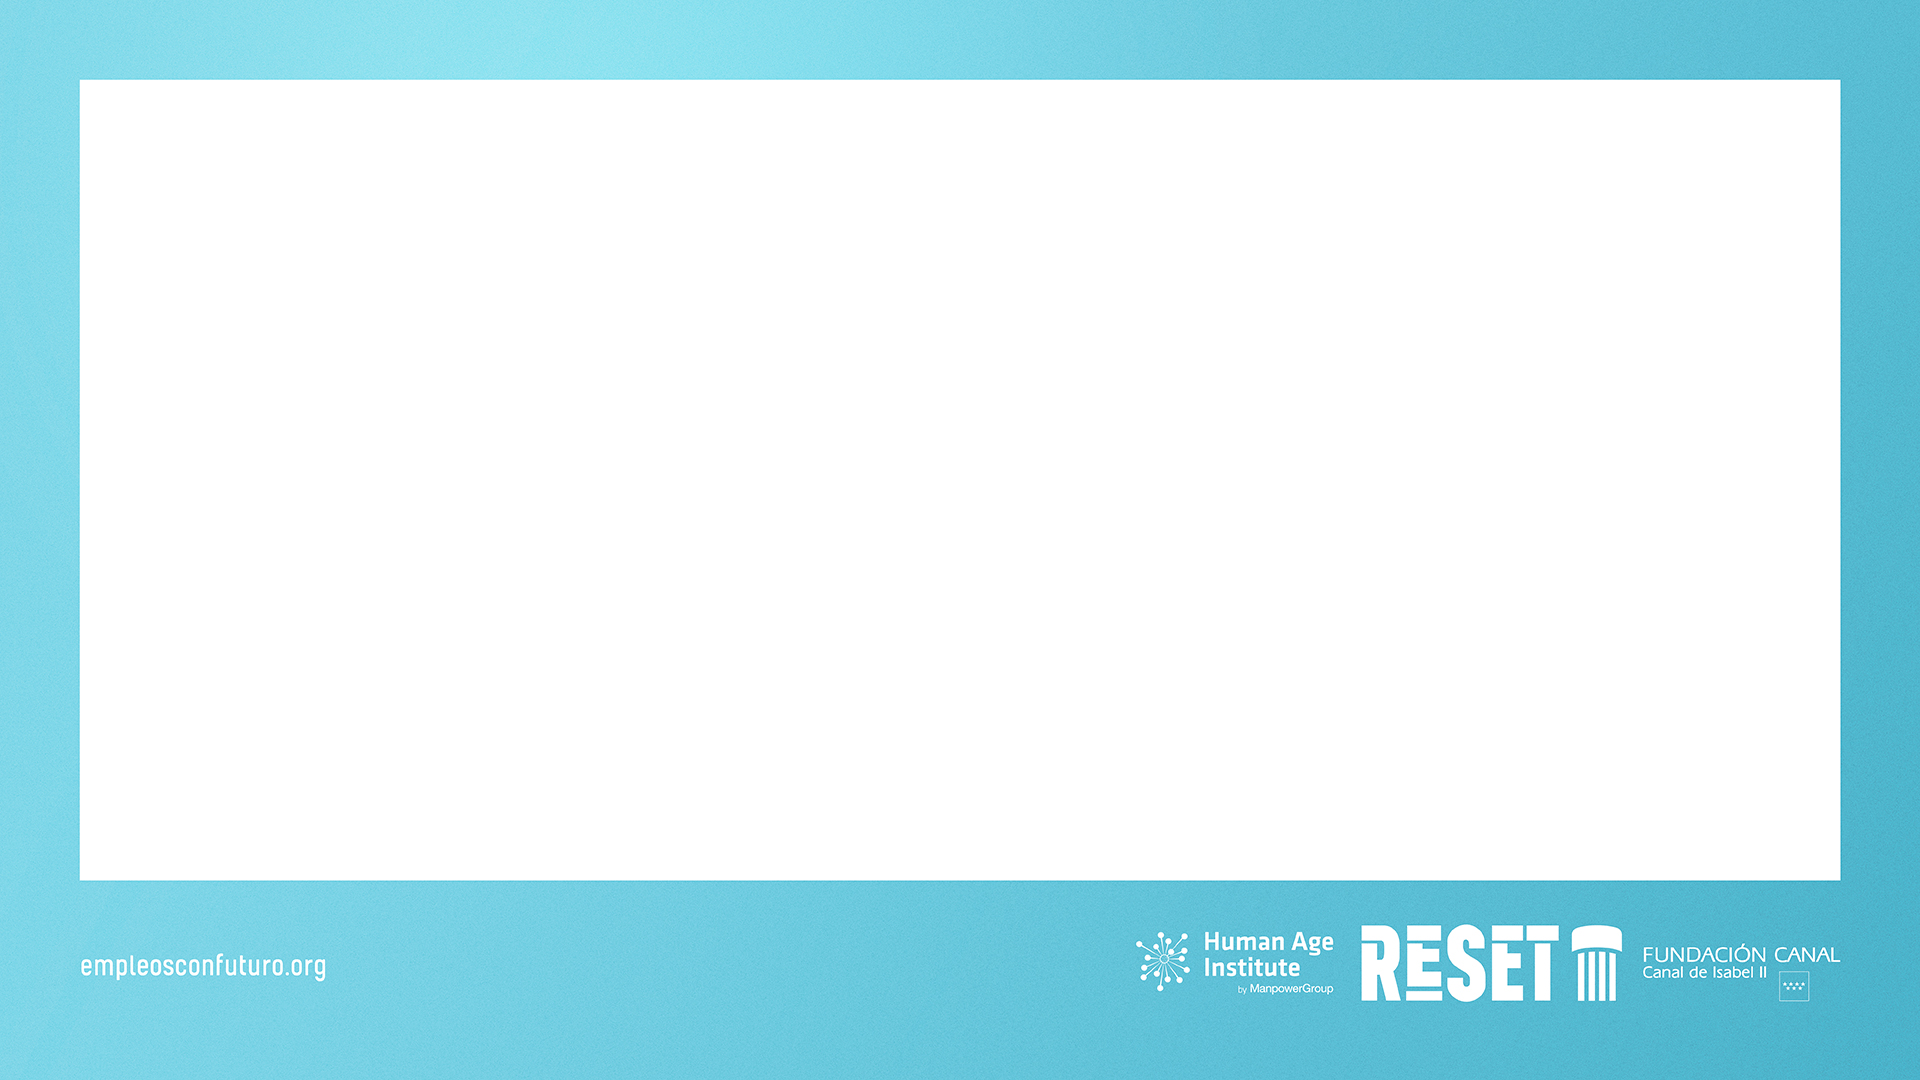 empleosconfuturo.org
Human Age
Institute
by ManpowerGroup
RESET
FUNDACIÓN CANAL
Canal de Isabel II